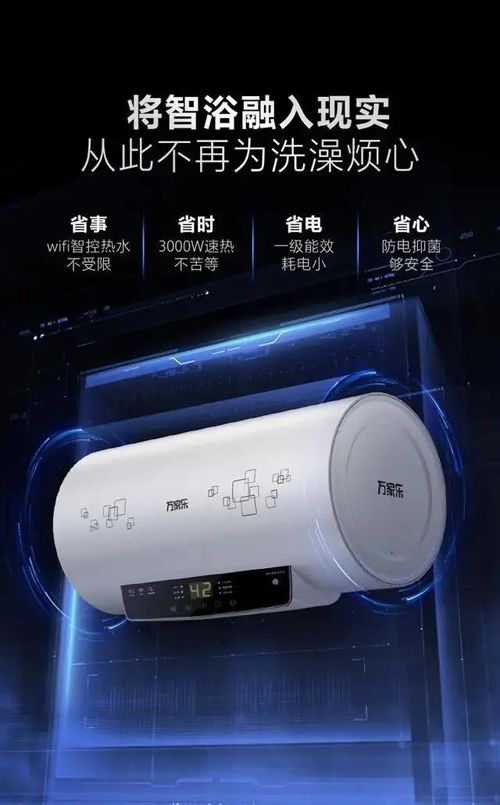 将智浴融入现实
从此不再为洗澡烦心
省事 省时 省电 省心
wifi智控热水 3000W速热 一级能效 防电抑菌
不受限 不苦等 耗电小 够安全
万家乐
万家乐
42